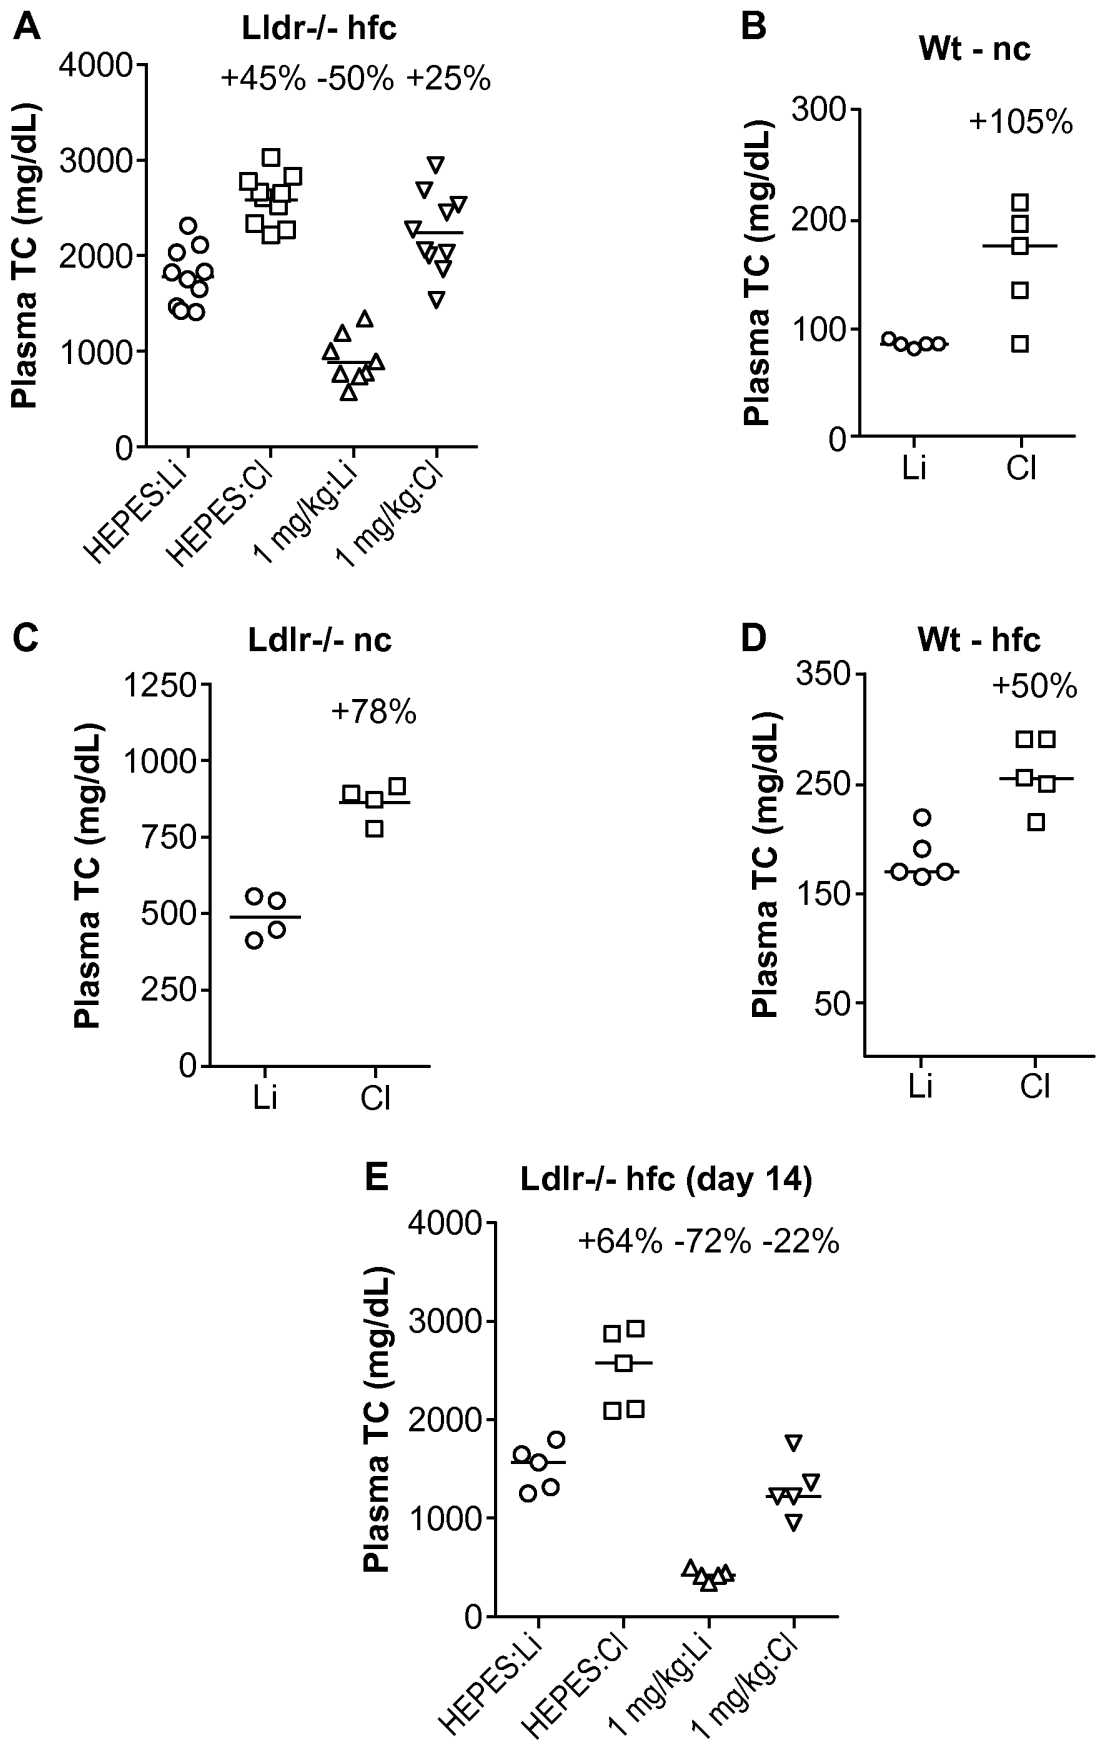 A
Lldr-/- hfc
+45% -50% +25%
Plasma TC (mg/dL)
4000
3000
2000
1000
0
HEPES:Li
HEPES:Cl
1 mg/kg:Li
1 mg/kg:Cl
B
Wt - nc
+105%
Plasma TC (mg/dL)
300
200
100
0
Li
Cl
C
Ldlr-/- nc
+78%
Plasma TC (mg/dL)
1250
1000
750
500
250
0
Li
Cl
D
Wt - hfc
+50%
Plasma TC (mg/dL)
350
250
150
50
Li
Cl
E
Ldlr-/- hfc (day 14)
+64% -72% -22%
Plasma TC (mg/dL)
4000
3000
2000
1000
0
HEPES:Li
HEPES:Cl
1 mg/kg:Li
1 mg/kg:Cl